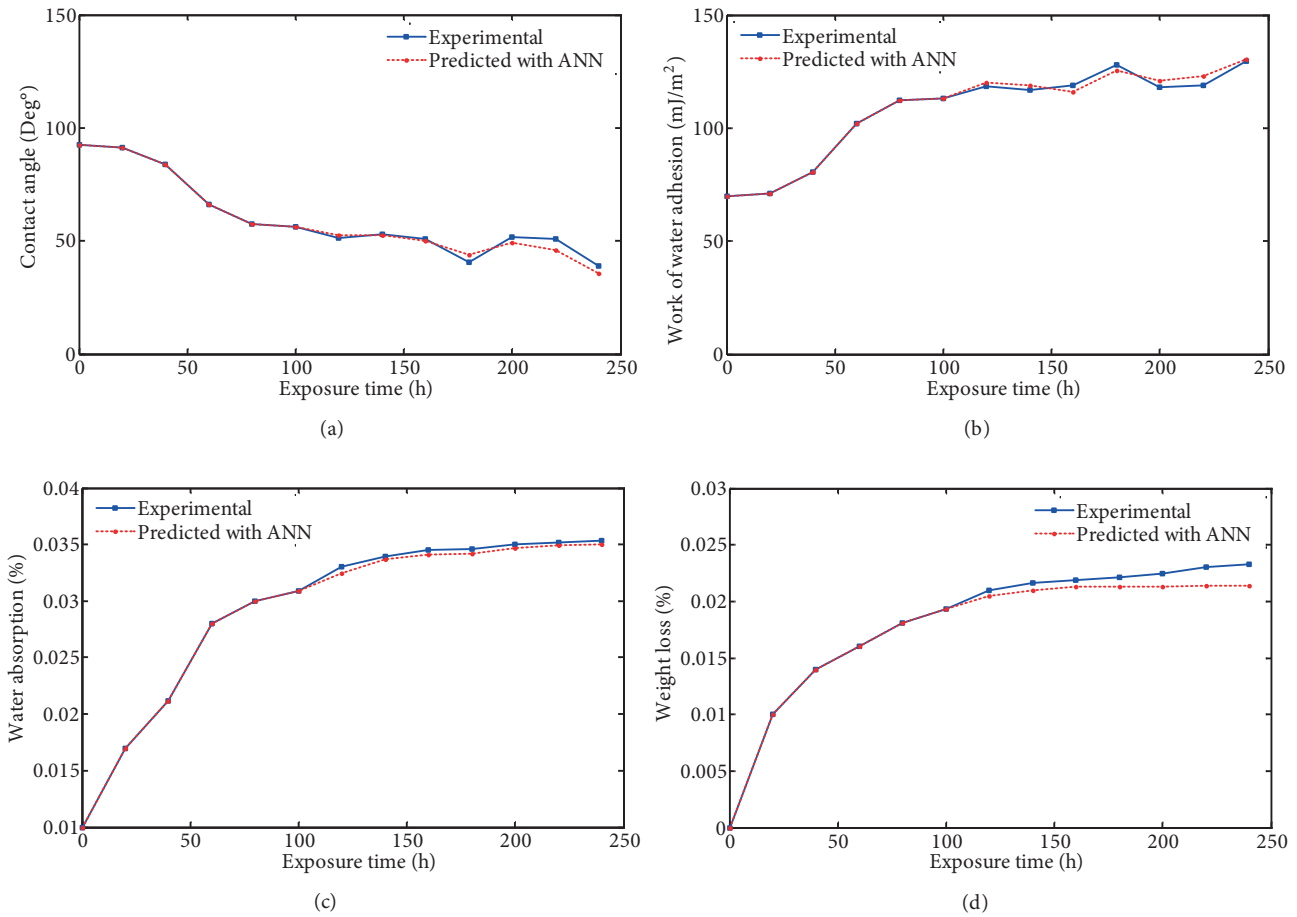 150
100
50
0
Contact angle (Deg°)
Experimental
Predicted with ANN
0 50 100 150 200 250
Exposure time (h)
(a)
150
100
50
0
Work of water adhesion (mJ/m²)
Experimental
Predicted with ANN
0 50 100 150 200 250
Exposure time (h)
(b)
0.04
0.035
0.03
0.025
0.02
0.015
0.01
Water absorption (%)
Experimental
Predicted with ANN
0 50 100 150 200 250
Exposure time (h)
(c)
0.03
0.025
0.02
0.015
0.01
0.005
0
Weight loss (%)
Experimental
Predicted with ANN
0 50 100 150 200 250
Exposure time (h)
(d)